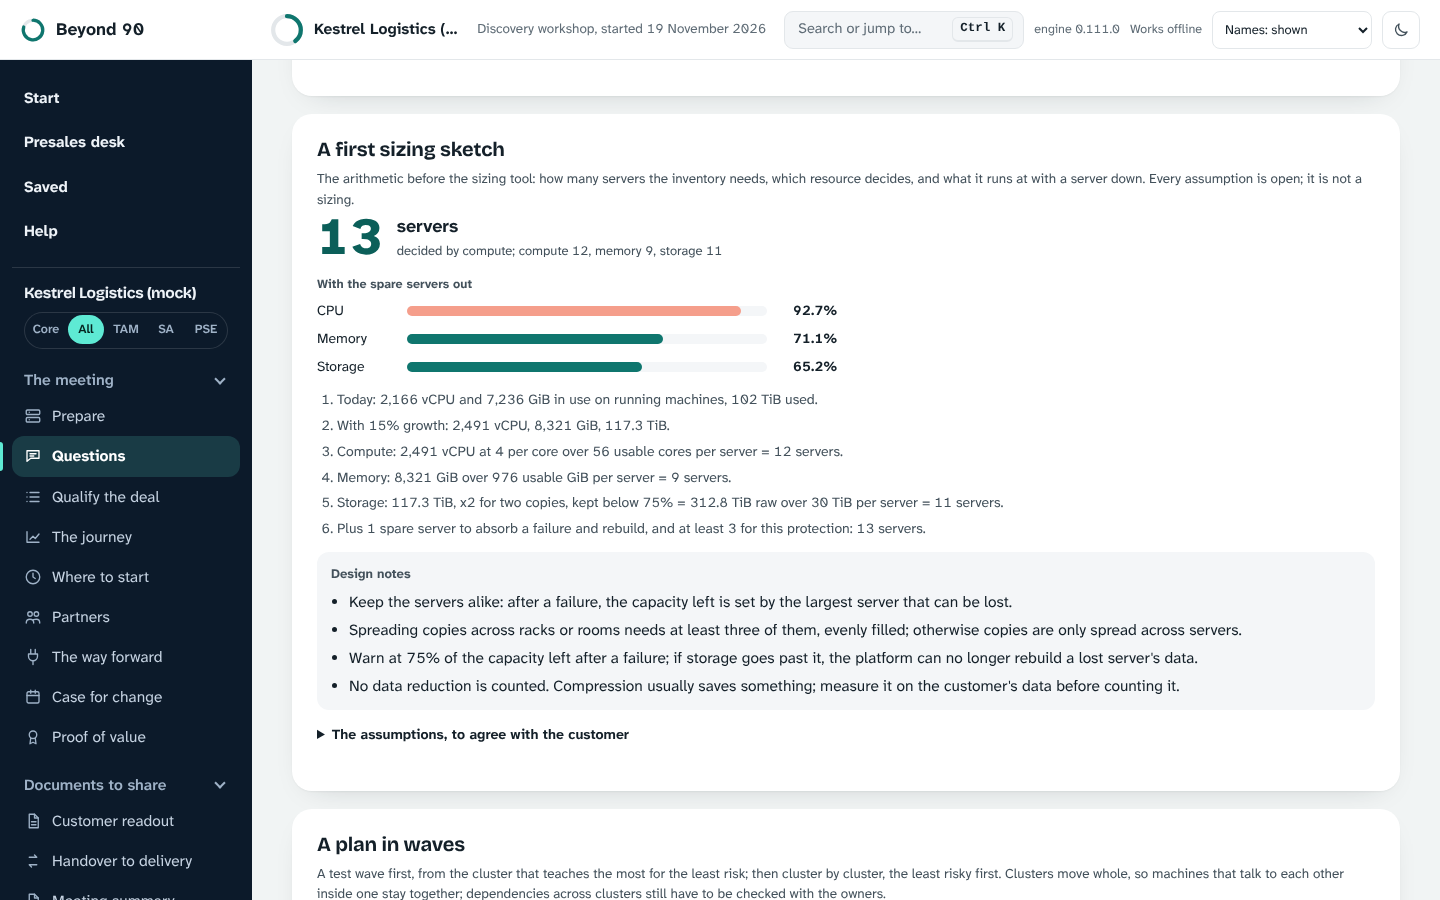 Beyond 90
Kestrel Logistics (...
Discovery workshop, started 19 November 2026
Search or jump to...
Ctrl K
engine 0.111.0
Works offline
Names: shown
Start
Presales desk
Saved
Help
Kestrel Logistics (mock)
Core All TAM SA PSE
The meeting
Prepare
Questions
Qualify the deal
The journey
Where to start
Partners
The way forward
Case for change
Proof of value
Documents to share
Customer readout
Handover to delivery
Meeting summary
A first sizing sketch
The arithmetic before the sizing tool: how many servers the inventory needs, which resource decides, and what it runs at with a server down. Every assumption is open; it is not a
sizing.
13 servers
decided by compute; compute 12, memory 9, storage 11
With the spare servers out
CPU 92.7%
Memory 71.1%
Storage 65.2%
1. Today: 2,166 vCPU and 7,236 GiB in use on running machines, 102 TiB used.
2. With 15% growth: 2,491 vCPU, 8,321 GiB, 117.3 TiB.
3. Compute: 2,491 vCPU at 4 per core over 56 usable cores per server = 12 servers.
4. Memory: 8,321 GiB over 976 usable GiB per server = 9 servers.
5. Storage: 117.3 TiB, x2 for two copies, kept below 75% = 312.8 TiB raw over 30 TiB per server = 11 servers.
6. Plus 1 spare server to absorb a failure and rebuild, and at least 3 for this protection: 13 servers.
Design notes
• Keep the servers alike: after a failure, the capacity left is set by the largest server that can be lost.
• Spreading copies across racks or rooms needs at least three of them, evenly filled; otherwise copies are only spread across servers.
• Warn at 75% of the capacity left after a failure; if storage goes past it, the platform can no longer rebuild a lost server's data.
• No data reduction is counted. Compression usually saves something; measure it on the customer's data before counting it.
The assumptions, to agree with the customer
A plan in waves
A test wave first, from the cluster that teaches the most for the least risk; then cluster by cluster, the least risky first. Clusters move whole, so machines that talk to each other
inside one stay together; dependencies across clusters still have to be checked with the owners.